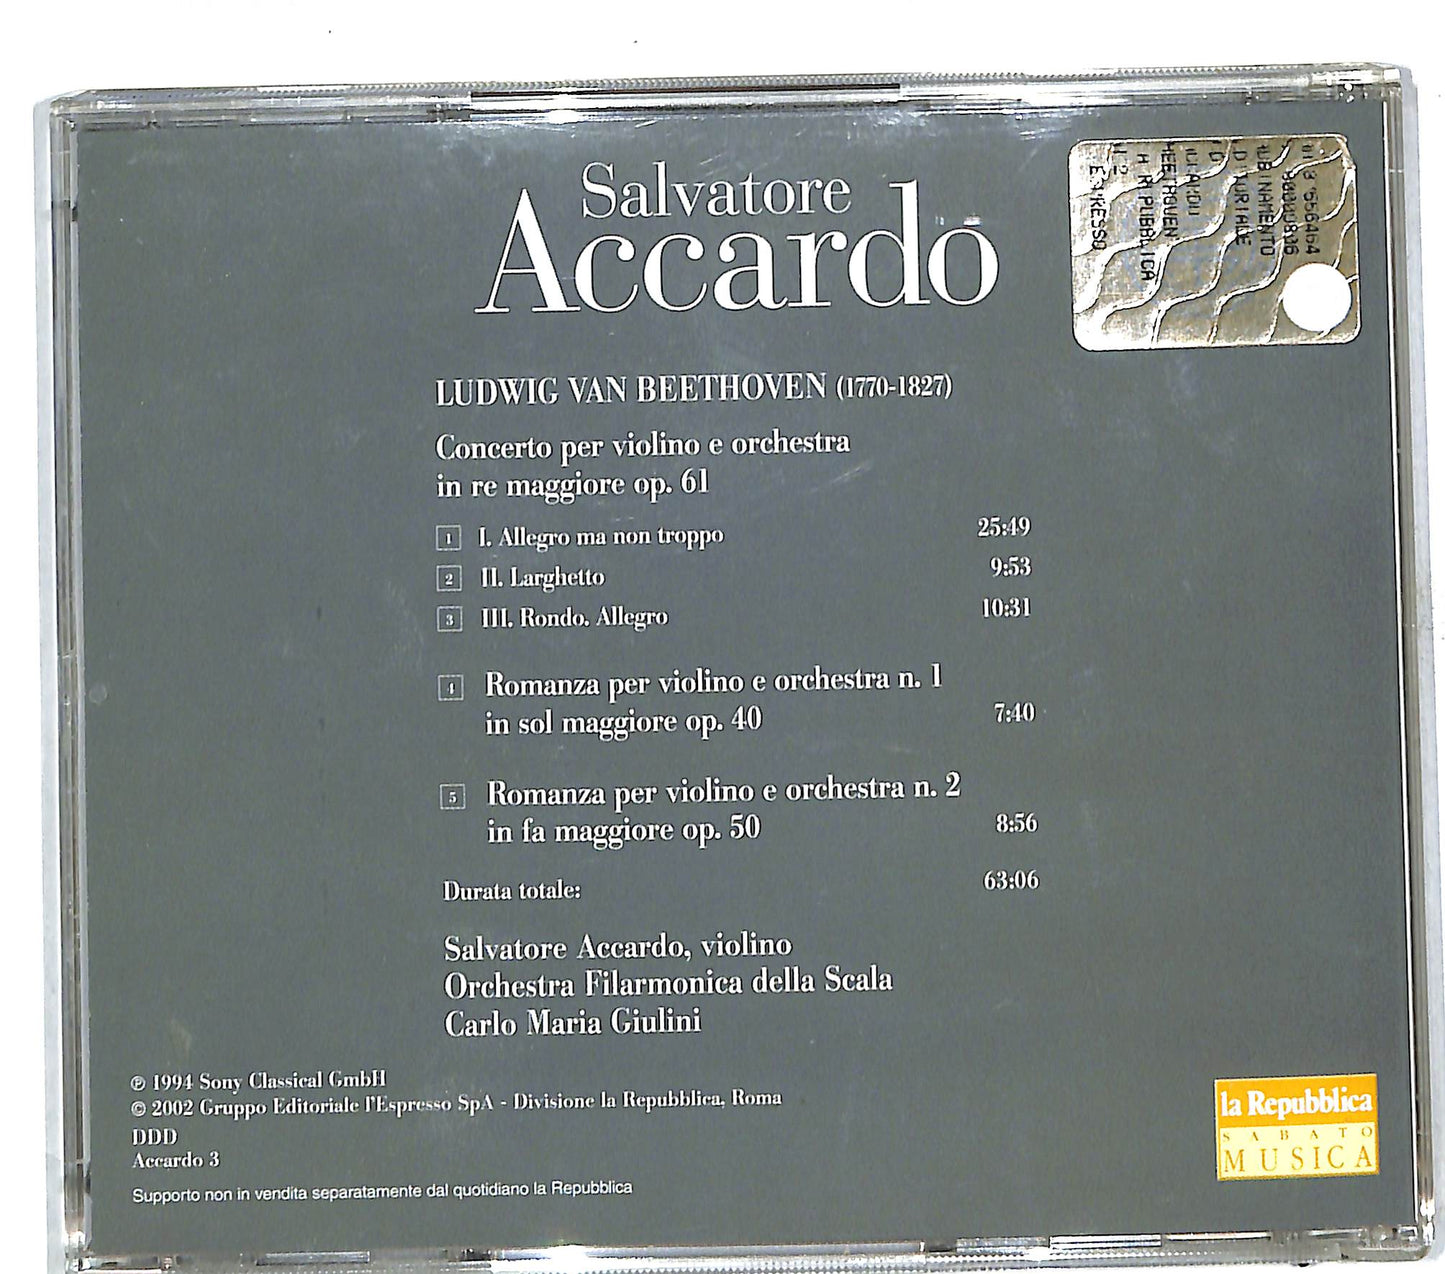 Salvatore
Accardo
LUDWIG VAN BEETHOVEN (1770-1827)
Concerto per violino e orchestra
in re maggiore op. 61
1 I. Allegro ma non troppo 25:49
2 II. Larghetto 9:53
3 III. Rondo. Allegro 10:31
4 Romanza per violino e orchestra n. 1
in sol maggiore op. 40 7:40
5 Romanza per violino e orchestra n. 2
in fa maggiore op. 50 8:56
Durata totale: 63:06
Salvatore Accardo, violino
Orchestra Filarmonica della Scala
Carlo Maria Giulini
℗ 1994 Sony Classical GmbH
© 2002 Gruppo Editoriale l'Espresso SpA - Divisione la Repubblica, Roma
DDD
Accardo 3
Supporto non in vendita separatamente dal quotidiano la Repubblica
la Repubblica
SABATO
MUSICA
BEETHOVEN